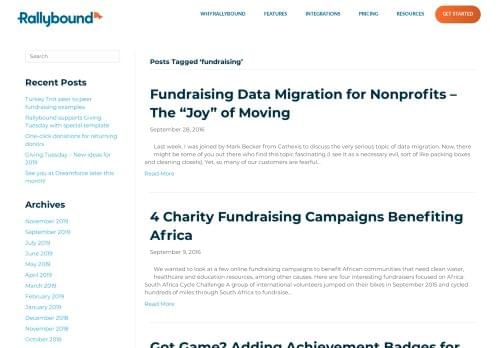 Rallybound
WHY RALLYBOUND
FEATURES
INTEGRATIONS
PRICING
RESOURCES
GET STARTED
Search
Recent Posts
Turkey Trot peer to peer
fundraising examples
Rallybound supports Giving
Tuesday with special template
One-click donations for returning
donors
Giving Tuesday – New ideas for
2019
See you at Dreamforce later this
month!
Archives
November 2019
September 2019
July 2019
June 2019
May 2019
April 2019
March 2019
February 2019
January 2019
December 2018
November 2018
October 2018
Posts Tagged ‘fundraising’
Fundraising Data Migration for Nonprofits –
The “Joy” of Moving
September 28, 2016
Last week, I was joined by Mark Becker from Cathexis to discuss the very serious topic of data migration. Now, there
might be some of you out there who find this topic fascinating (I see it as a necessary evil, sort of like packing boxes
and cleaning closets). Yet, so many of our customers are fearful...
Read More
4 Charity Fundraising Campaigns Benefiting
Africa
September 9, 2016
We wanted to look at a few online fundraising campaigns to benefit African communities that need clean water,
healthcare and education resources, among other causes. Here are four interesting fundraisers focused on Africa
South Africa Cycle Challenge A group of international volunteers jumped on their bikes in September 2015 and cycled
hundreds of miles through South Africa to fundraise...
Read More
Got Game? Adding Achievement Badges for